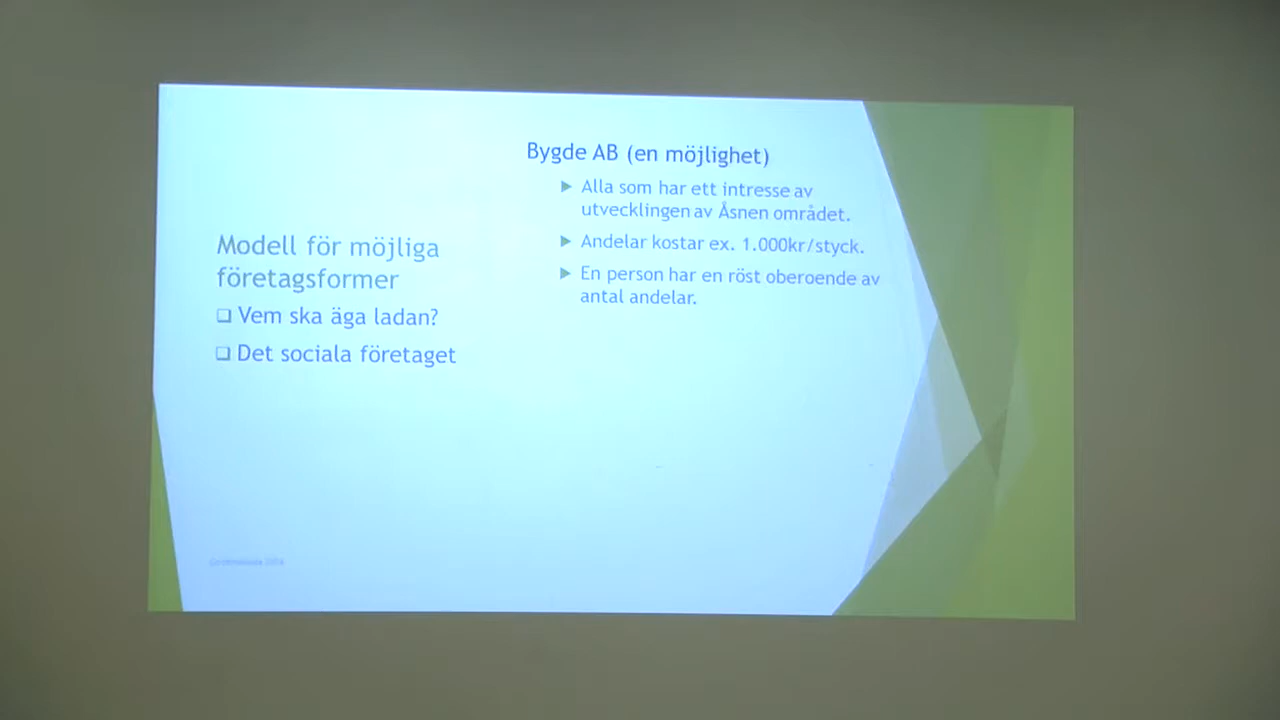 Modell för möjliga
företagsformer
Vem ska äga ladan?
Det sociala företaget
Bygde AB (en möjlighet)
Alla som har ett intresse av
utvecklingen av Åsnen området.
Andelar kostar ex. 1.000kr/styck.
En person har en röst oberoende av
antal andelar.